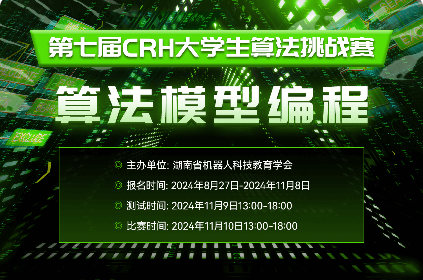 第七届CRH大学生算法挑战赛
算法模型编程
主办单位: 湖南省机器人科技教育学会
报名时间: 2024年8月27日-2024年11月8日
测试时间: 2024年11月9日13:00-18:00
比赛时间: 2024年11月10日13:00-18:00